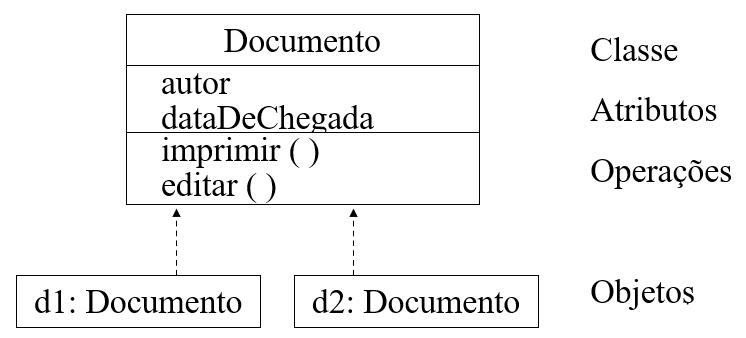 Documento
Classe
autor
dataDeChegada
Atributos
imprimir ( )
editar ( )
Operações
d1: Documento
d2: Documento
Objetos